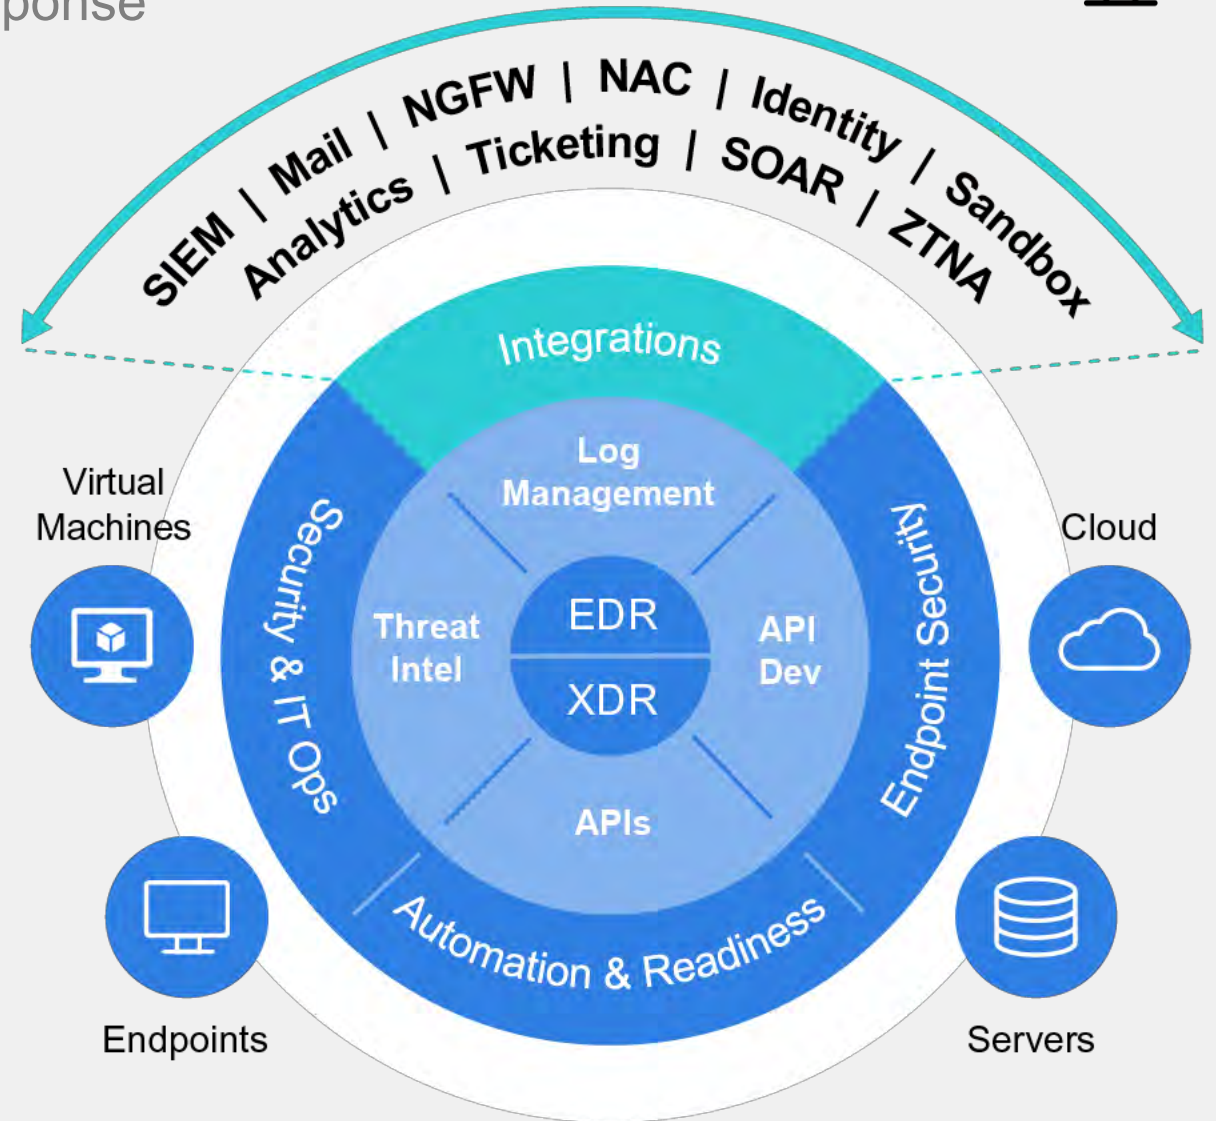 ponse
SIEM | Mail | NGFW | NAC | Identity | Sandbox
Analytics | Ticketing | SOAR | ZTNA
Integrations
Log
Management
Virtual
Machines
Security & IT Ops
Endpoint Security
Cloud
EDR
Threat
Intel
API
Dev
XDR
APIs
Automation & Readiness
Endpoints
Servers